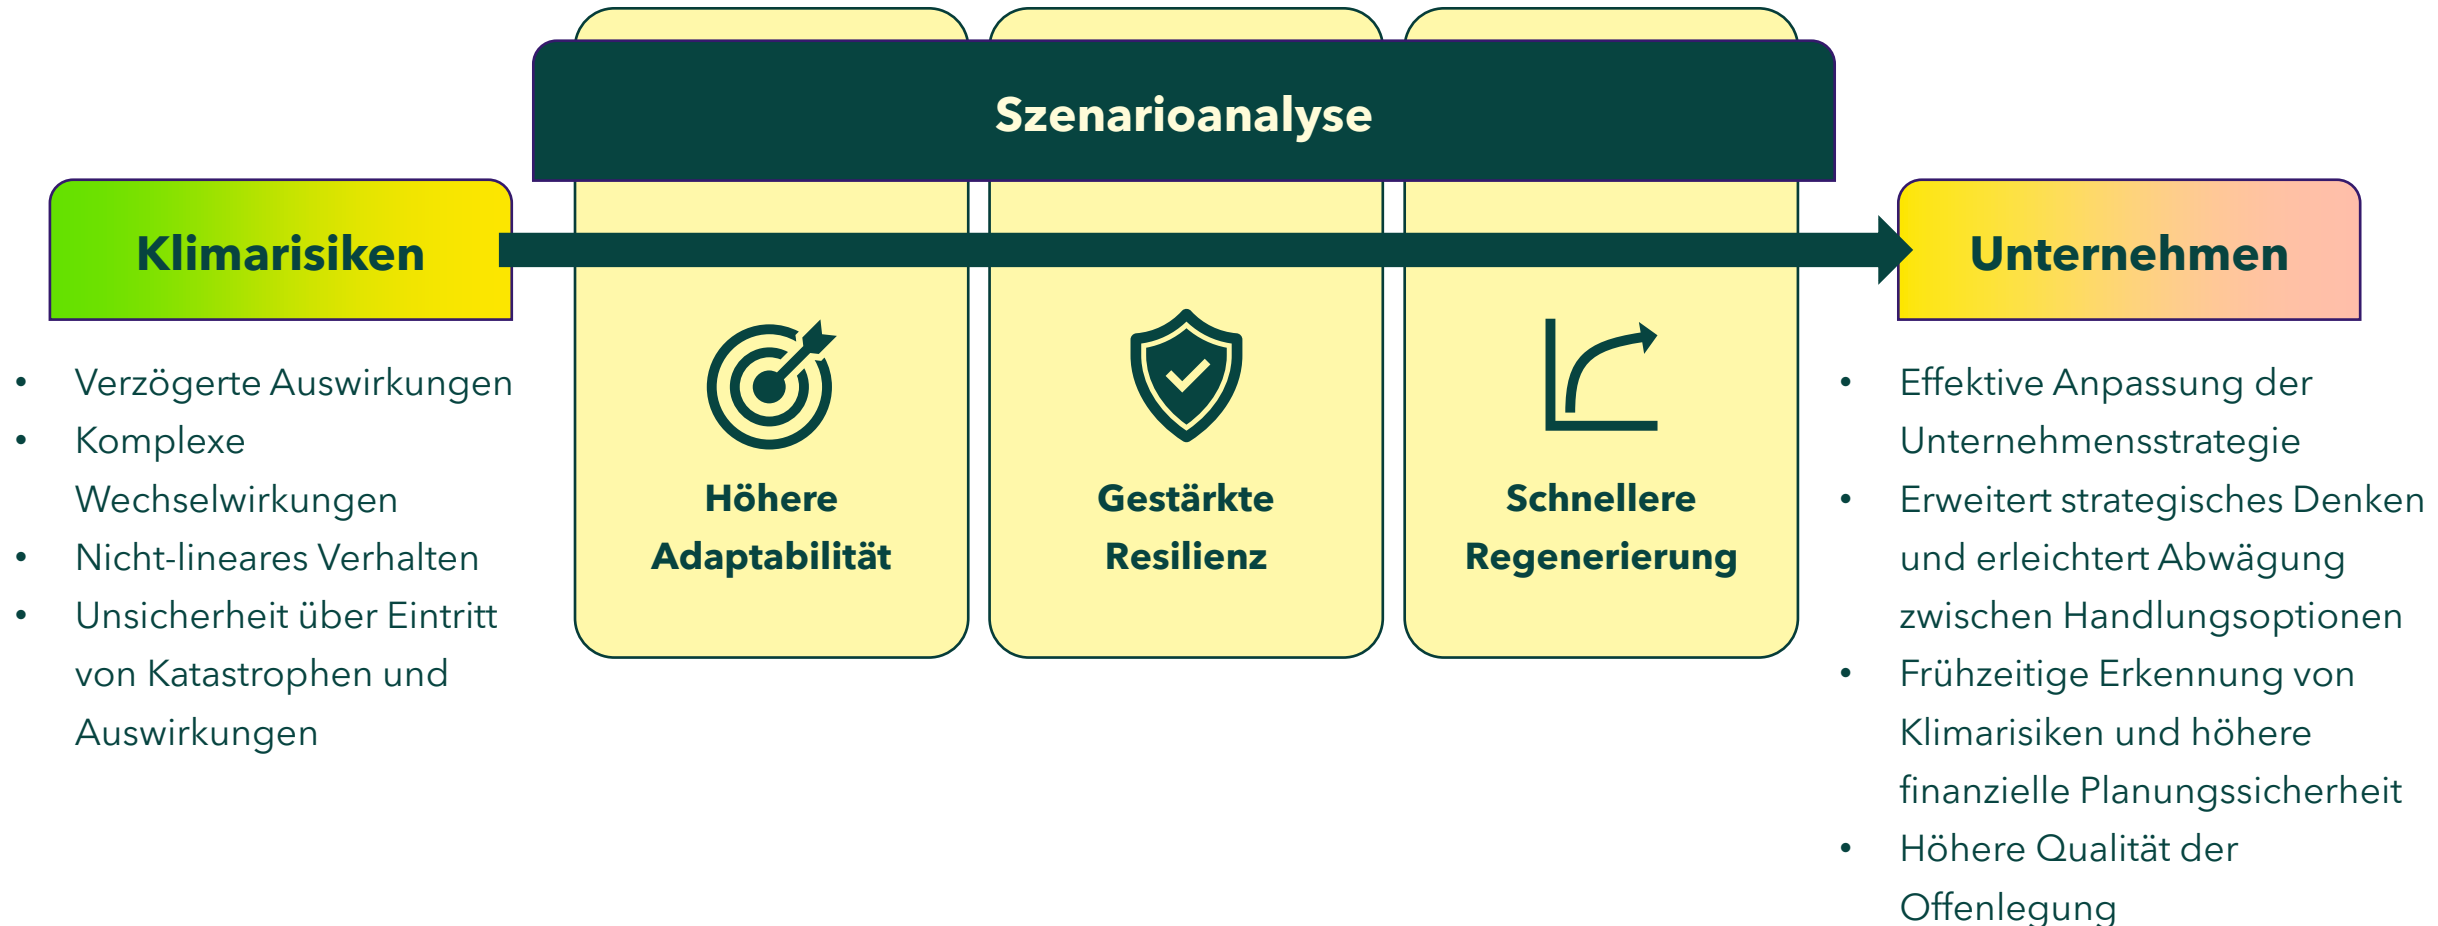 Szenarioanalyse
Klimarisiken
• Verzögerte Auswirkungen
• Komplexe
Wechselwirkungen
• Nicht-lineares Verhalten
• Unsicherheit über Eintritt
von Katastrophen und
Auswirkungen
Höhere
Adaptabilität
Gestärkte
Resilienz
Schnellere
Regenerierung
Unternehmen
• Effektive Anpassung der
Unternehmensstrategie
• Erweitert strategisches Denken
und erleichtert Abwägung
zwischen Handlungsoptionen
• Frühzeitige Erkennung von
Klimarisiken und höhere
finanzielle Planungssicherheit
• Höhere Qualität der
Offenlegung